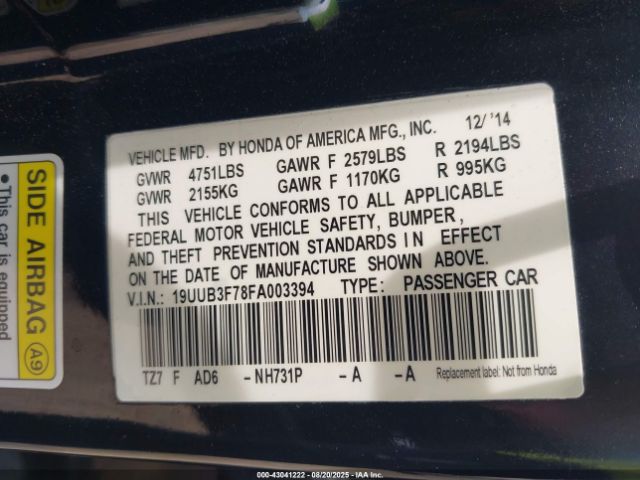 VEHICLE MFD. BY HONDA OF AMERICA MFG., INC. 12/ '14
GVWR 4751LBS GAWR F 2579LBS R 2194LBS
GVWR 2155KG GAWR F 1170KG R 995KG
THIS VEHICLE CONFORMS TO ALL APPLICABLE
FEDERAL MOTOR VEHICLE SAFETY, BUMPER,
AND THEFT PREVENTION STANDARDS IN EFFECT
ON THE DATE OF MANUFACTURE SHOWN ABOVE.
V.I.N.: 19UUB3F78FA003394 TYPE: PASSENGER CAR
TZ7 F AD6 -NH731P -A -A Replacement label: Not from Honda
SIDE AIRBAG A9
•This car is equipped
000-43041222 - 08/20/2025 - IAA Inc.